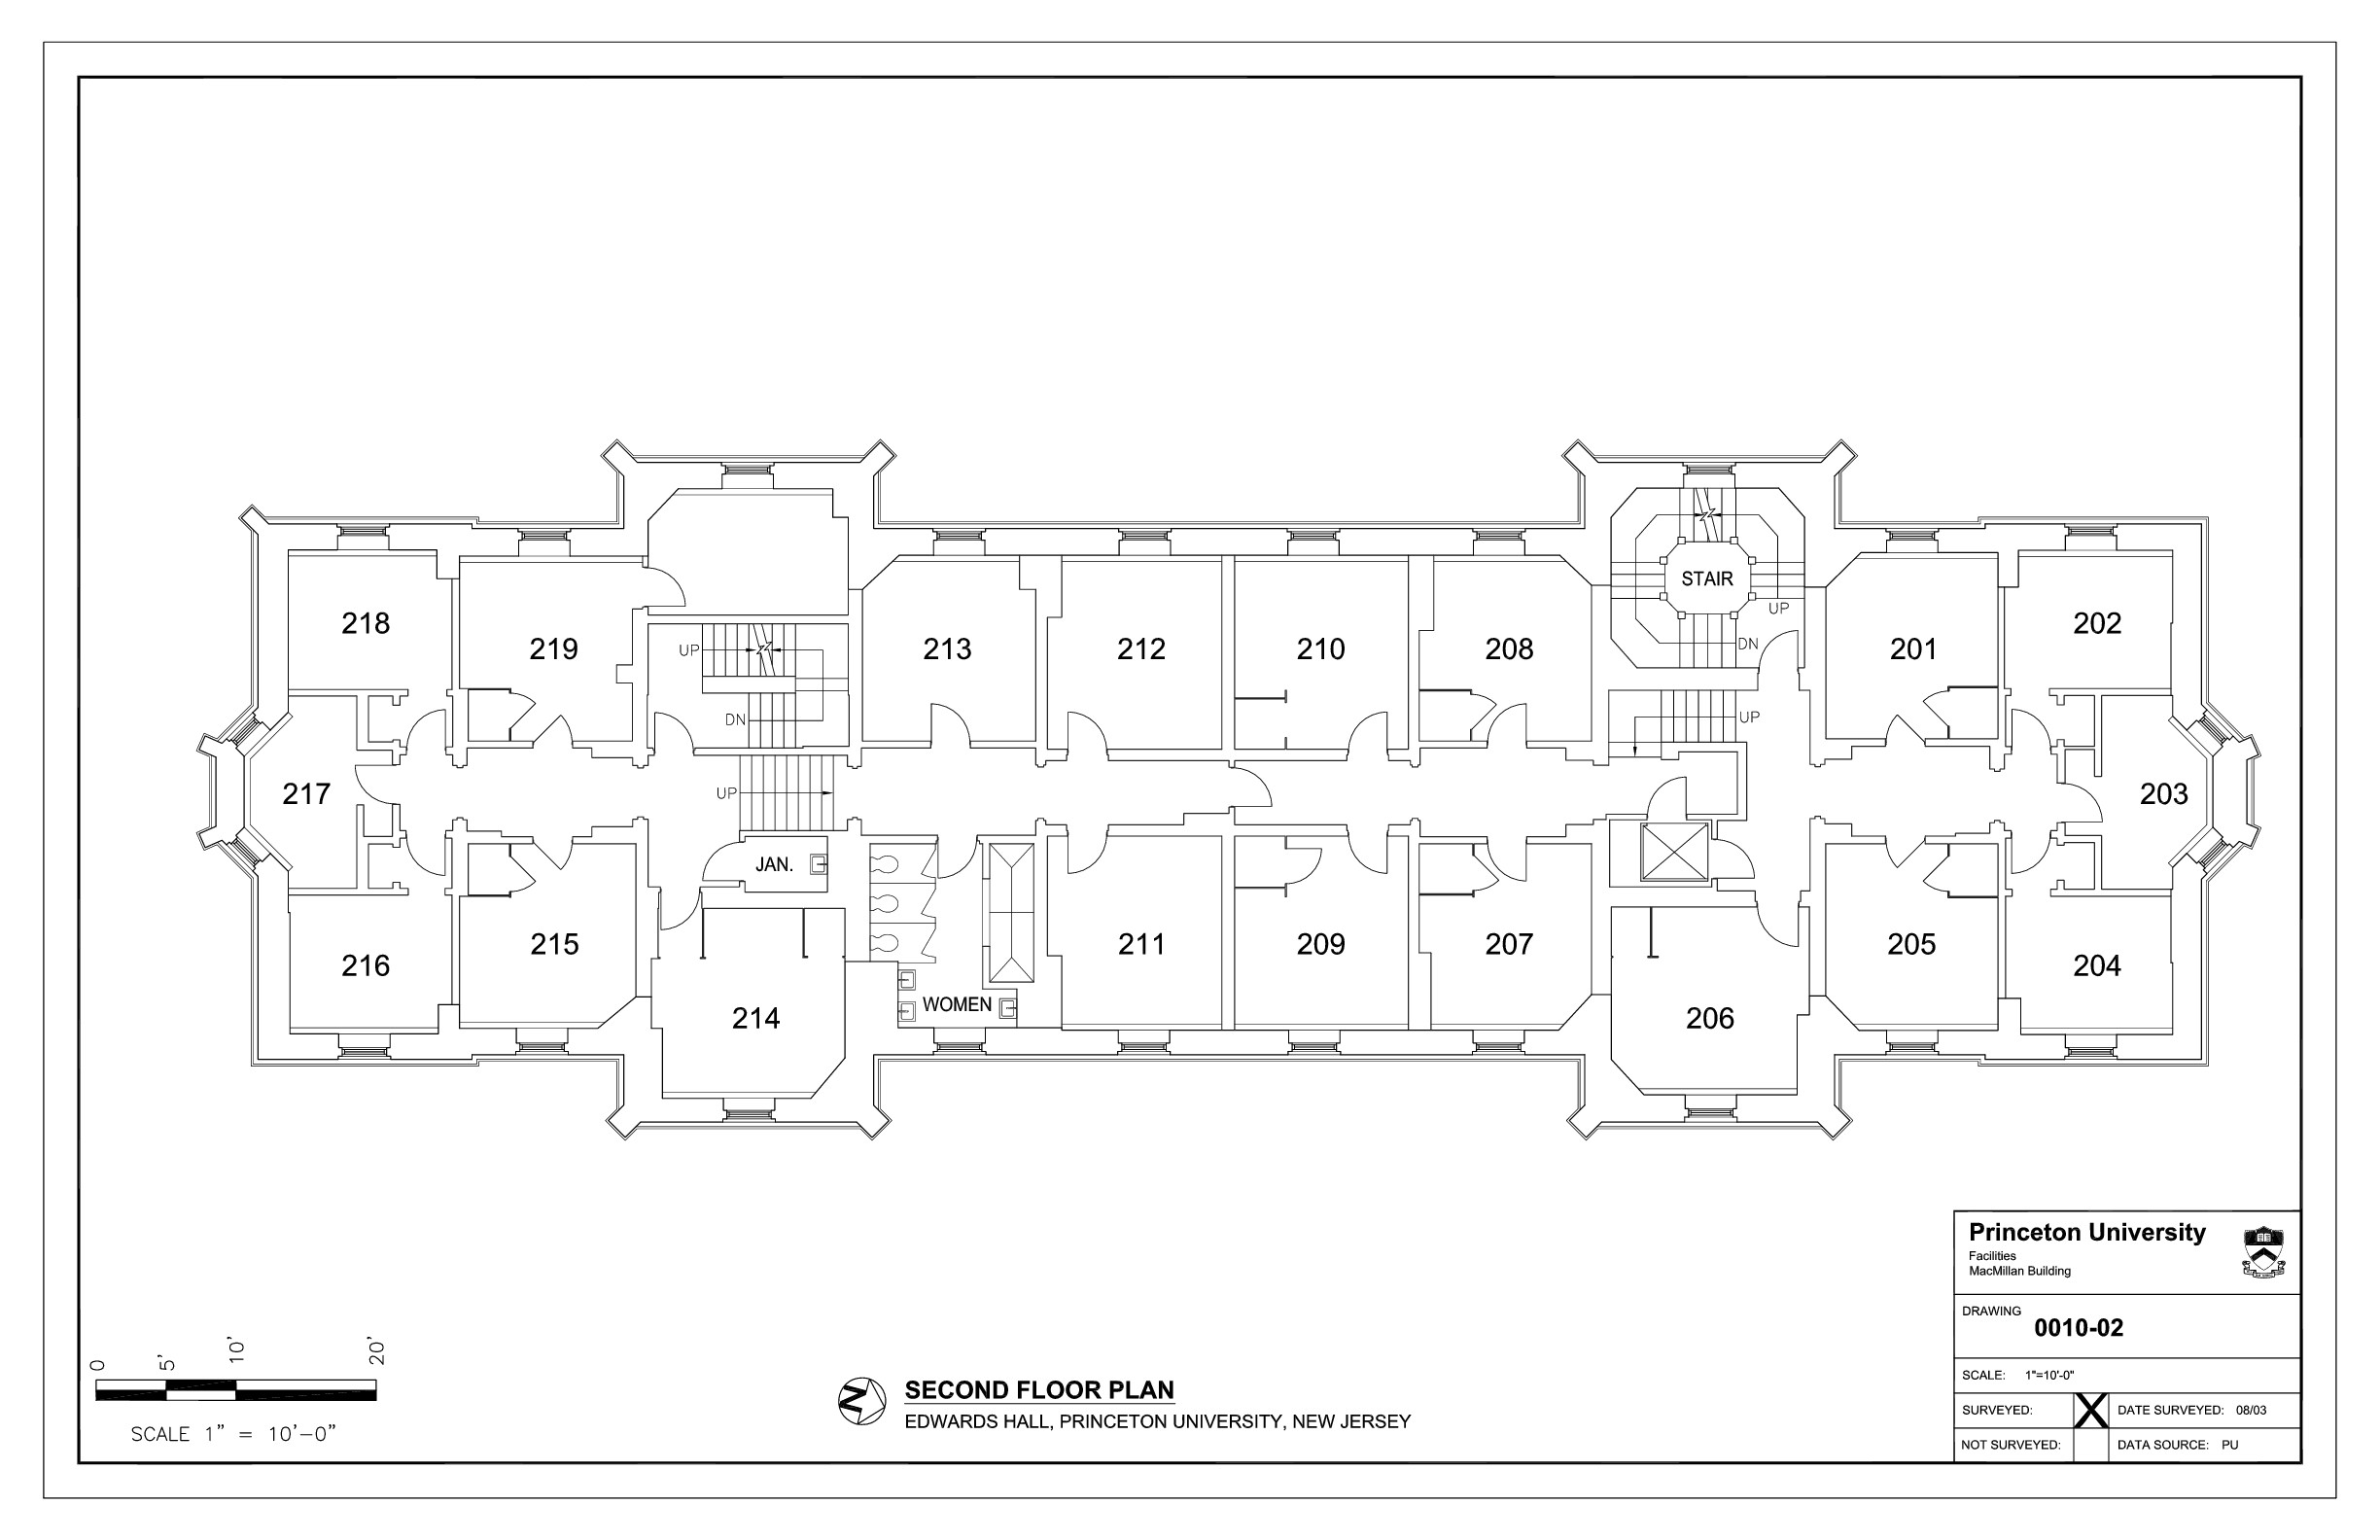 218
219
213
212
210
208
STAIR
201
202
UP
DN
UP
DN
UP
217
UP
203
JAN.
216
215
214
WOMEN
211
209
207
206
205
204
0
5'
10'
20'
SCALE 1" = 10'-0"
N
SECOND FLOOR PLAN
EDWARDS HALL, PRINCETON UNIVERSITY, NEW JERSEY
Princeton University
Facilities
MacMillan Building
DRAWING
0010-02
SCALE: 1"=10'-0"
SURVEYED: X DATE SURVEYED: 08/03
NOT SURVEYED: DATA SOURCE: PU